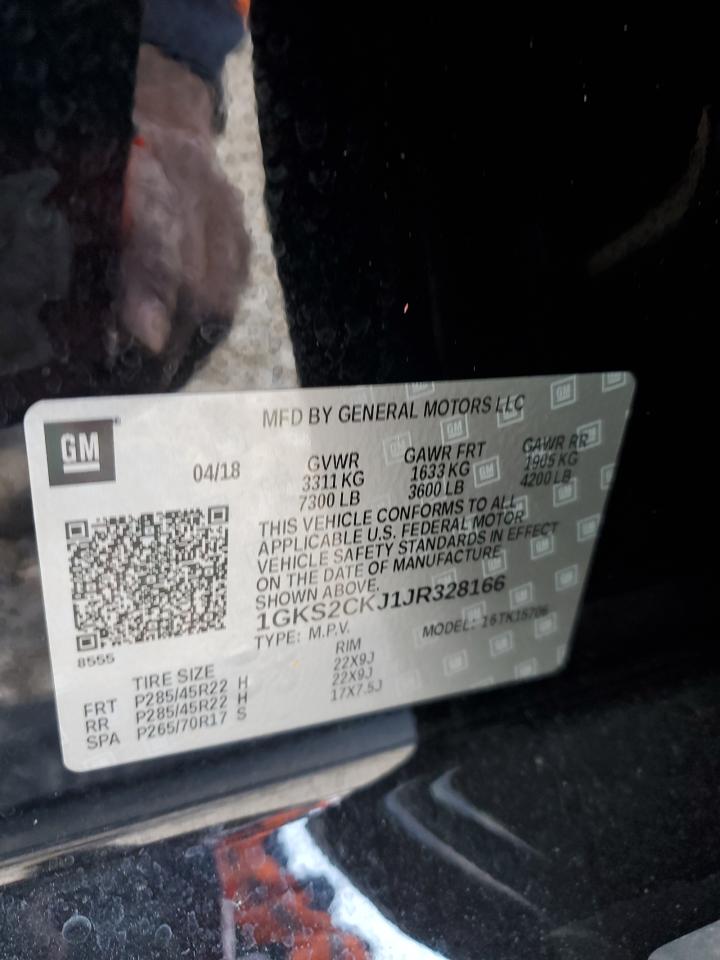 MFD BY GENERAL MOTORS LLC
GM
04/18
GVWR GAWR FRT GAWR RR
3311 KG 1633 KG 1905 KG
7300 LB 3600 LB 4200 LB
THIS VEHICLE CONFORMS TO ALL
APPLICABLE U.S. FEDERAL MOTOR
VEHICLE SAFETY STANDARDS IN EFFECT
ON THE DATE OF MANUFACTURE
SHOWN ABOVE.
1GKS2CKJ1JR328166
TYPE: M.P.V. MODEL: 16TK15706
8555
TIRE SIZE RIM
FRT P285/45R22 H 22X9J
RR P285/45R22 H 22X9J
SPA P265/70R17 S 17X7.5J